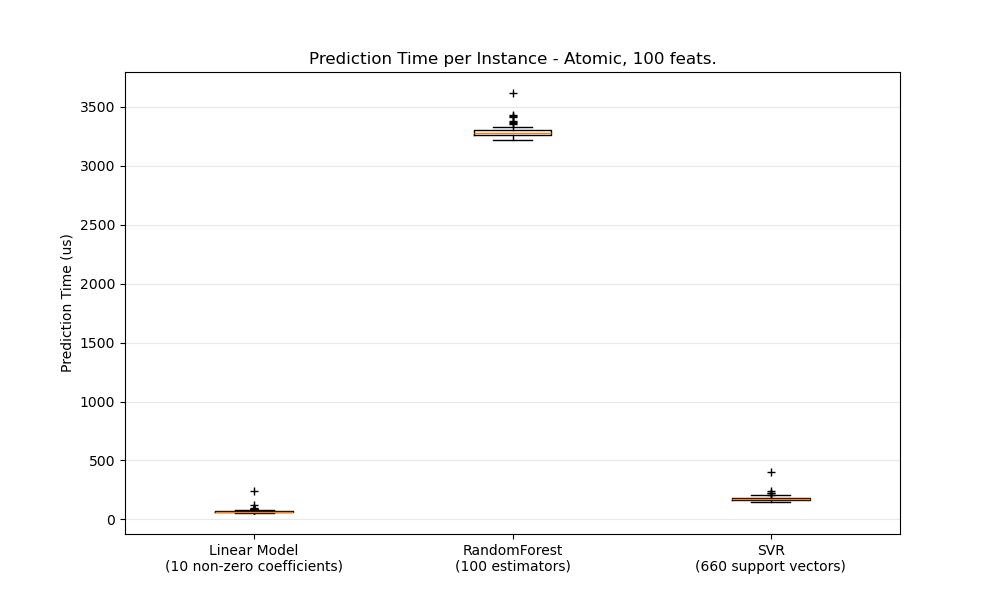 Prediction Time per Instance - Atomic, 100 feats.
Prediction Time (us)
3500
3000
2500
2000
1500
1000
500
0
Linear Model
(10 non-zero coefficients)
RandomForest
(100 estimators)
SVR
(660 support vectors)